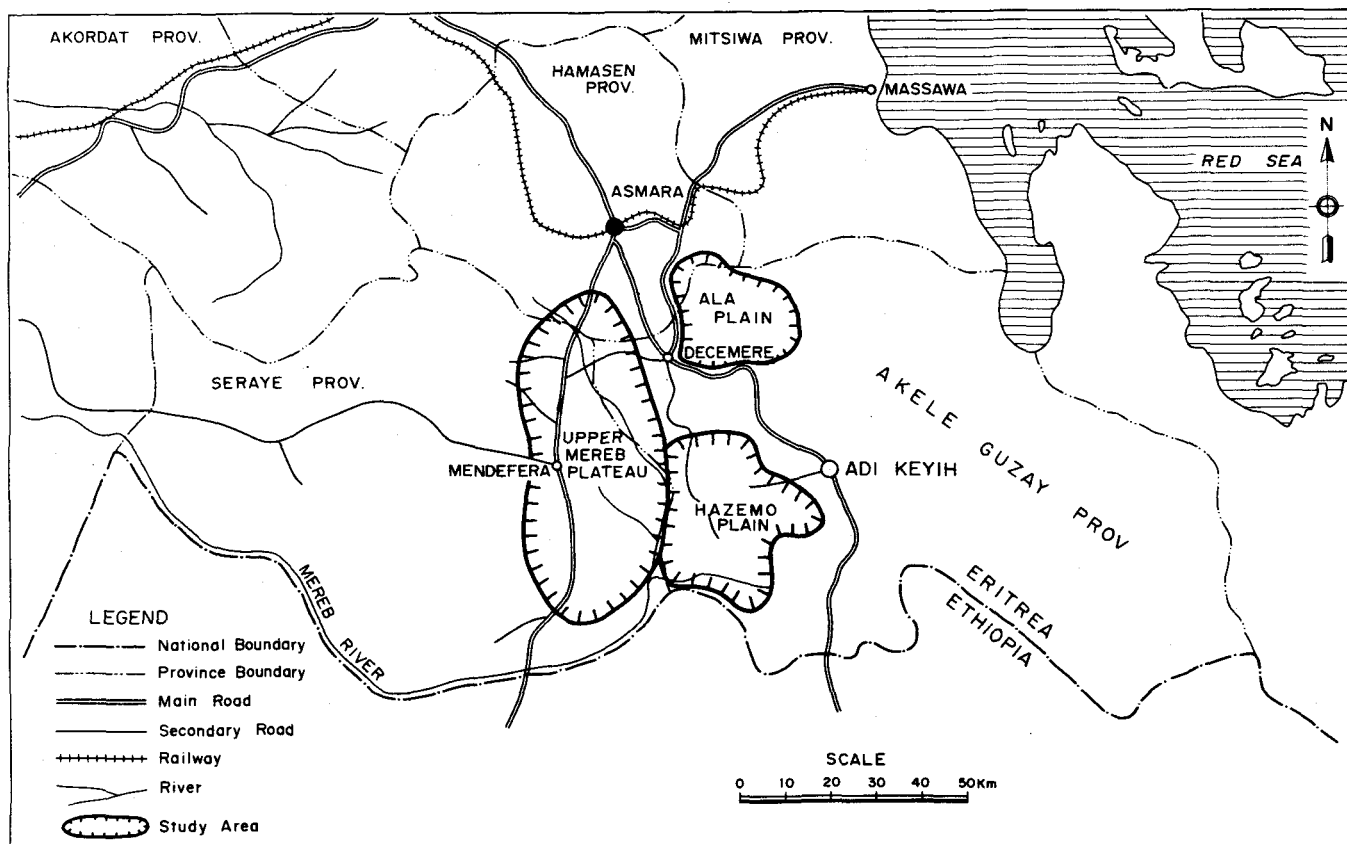 AKORDAT PROV.
MITSIWA PROV.
HAMASEN
PROV.
MASSAWA
N
RED SEA
ASMARA
ALA
PLAIN
DECEMERE
SERAYE PROV.
AKELE GUZAY PROV
UPPER
MEREB
PLATEAU
MENDEFERA
ADI KEYIH
HAZEMO
PLAIN
MEREB RIVER
ERITREA
ETHIOPIA
LEGEND
National Boundary
Province Boundary
Main Road
Secondary Road
Railway
River
Study Area
SCALE
0 10 20 30 40 50Km